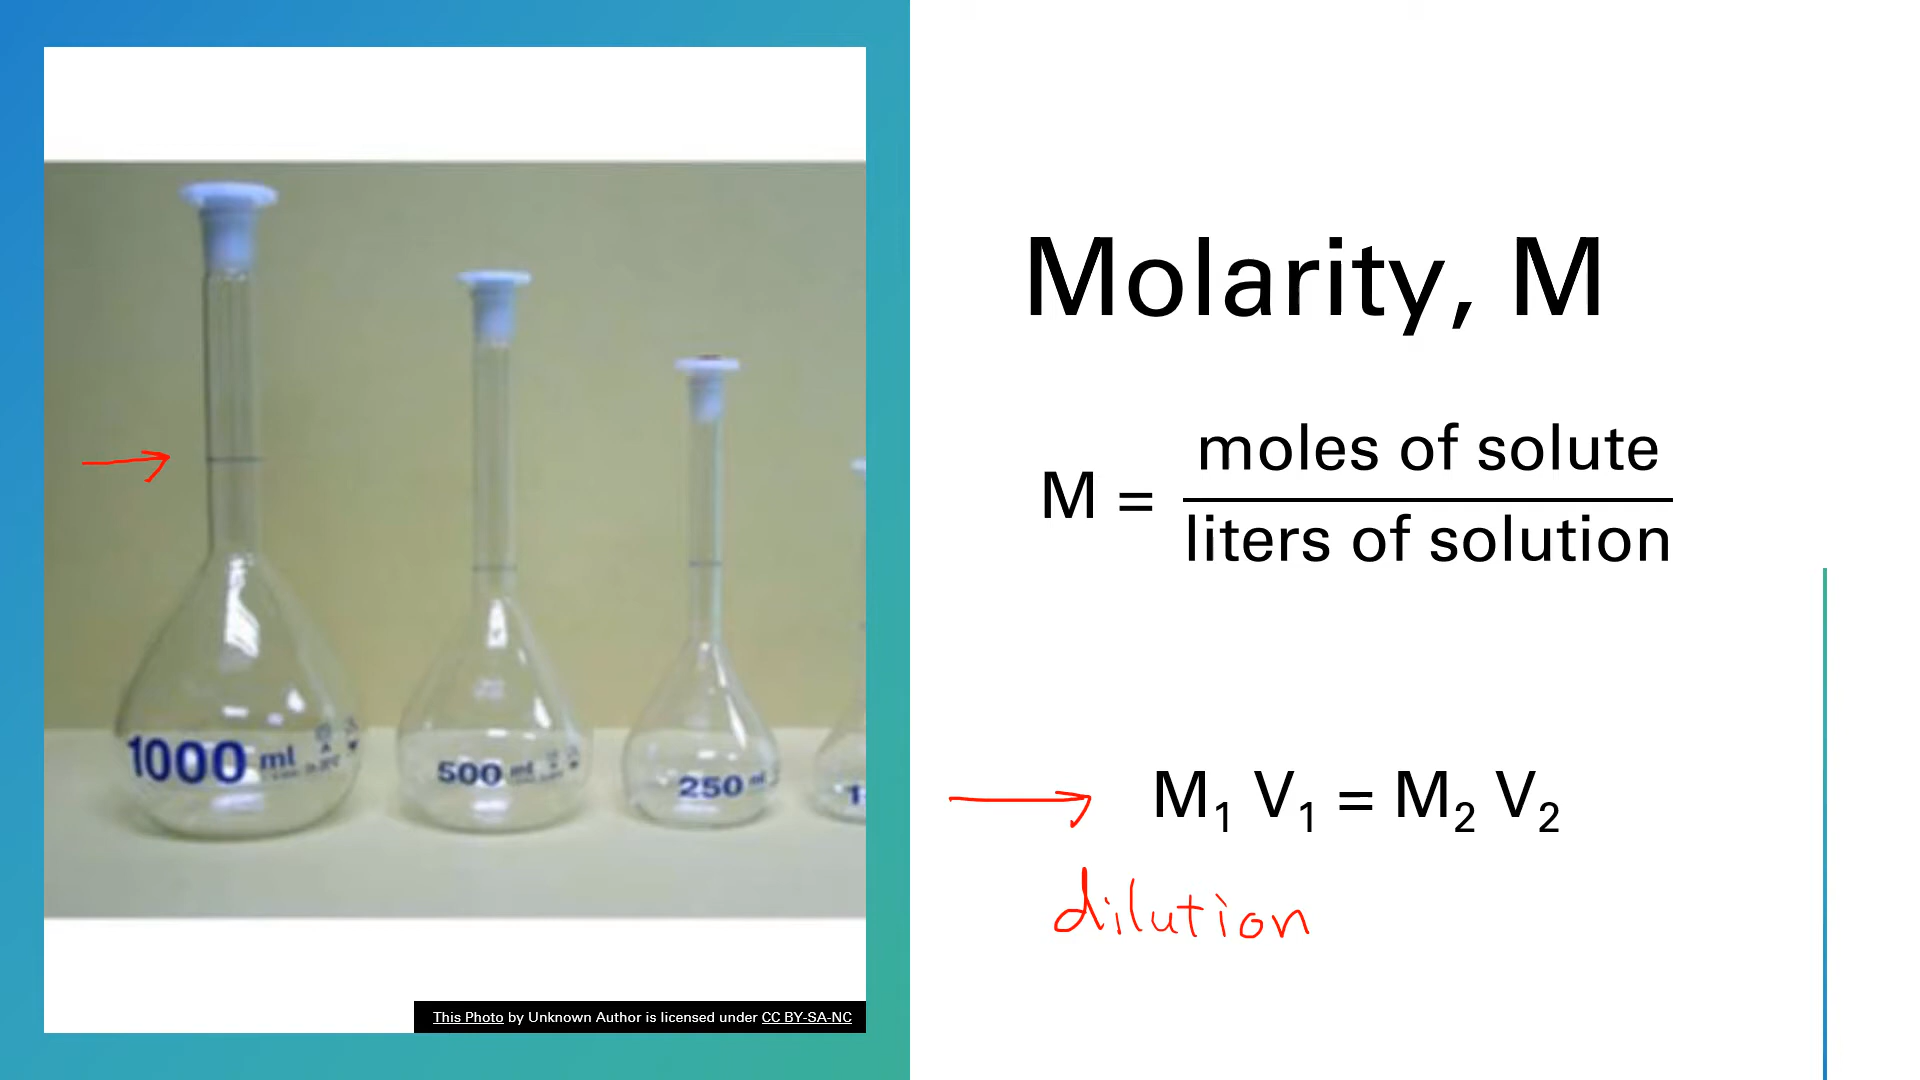 1000 ml
500 ml
250 ml
This Photo by Unknown Author is licensed under CC BY-SA-NC
Molarity, M
M = moles of solute
liters of solution
M₁ V₁ = M₂ V₂
dilution